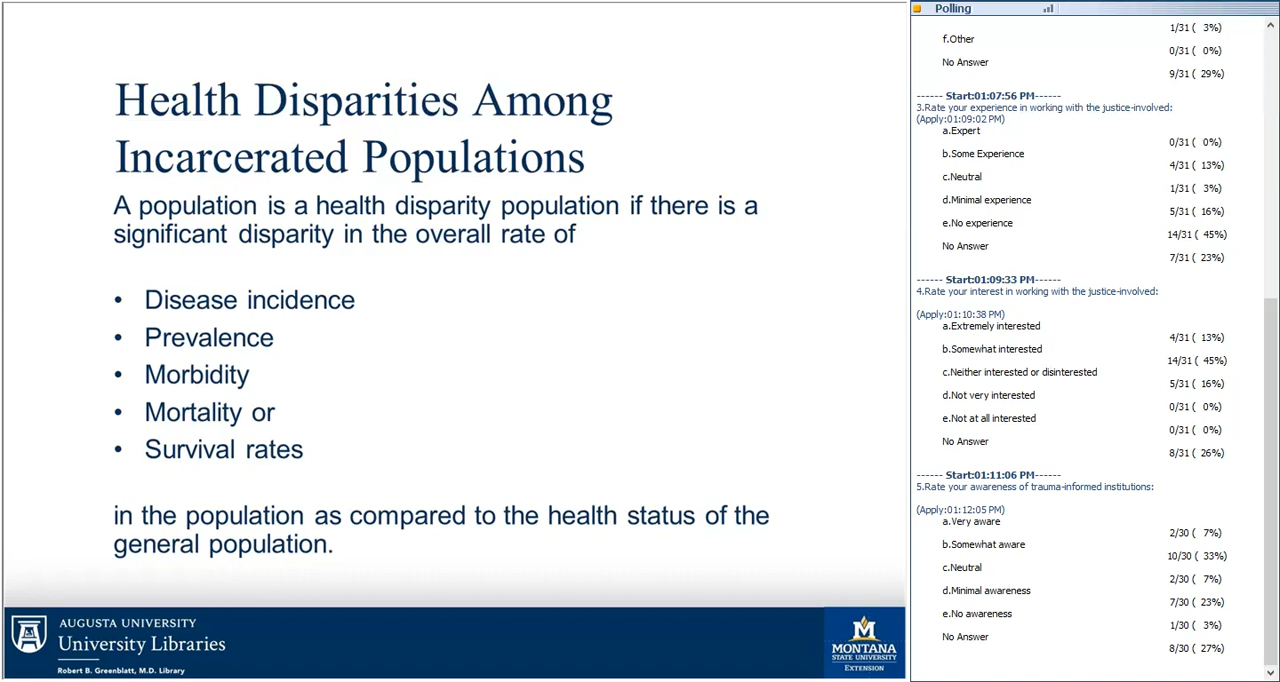 Health Disparities Among
Incarcerated Populations
A population is a health disparity population if there is a
significant disparity in the overall rate of
• Disease incidence
• Prevalence
• Morbidity
• Mortality or
• Survival rates
in the population as compared to the health status of the
general population.
AUGUSTA UNIVERSITY
University Libraries
Robert B. Greenblatt, M.D. Library
M
MONTANA
STATE UNIVERSITY
EXTENSION
Polling
1/31 ( 3%)
f.Other
0/31 ( 0%)
No Answer
9/31 ( 29%)
------ Start:01:07:56 PM------
3.Rate your experience in working with the justice-involved:
(Apply:01:09:02 PM)
a.Expert
0/31 ( 0%)
b.Some Experience
4/31 ( 13%)
c.Neutral
1/31 ( 3%)
d.Minimal experience
5/31 ( 16%)
e.No experience
14/31 ( 45%)
No Answer
7/31 ( 23%)
------ Start:01:09:33 PM------
4.Rate your interest in working with the justice-involved:
(Apply:01:10:38 PM)
a.Extremely interested
4/31 ( 13%)
b.Somewhat interested
14/31 ( 45%)
c.Neither interested or disinterested
5/31 ( 16%)
d.Not very interested
0/31 ( 0%)
e.Not at all interested
0/31 ( 0%)
No Answer
8/31 ( 26%)
------ Start:01:11:06 PM------
5.Rate your awareness of trauma-informed institutions:
(Apply:01:12:05 PM)
a.Very aware
2/30 ( 7%)
b.Somewhat aware
10/30 ( 33%)
c.Neutral
2/30 ( 7%)
d.Minimal awareness
7/30 ( 23%)
e.No awareness
1/30 ( 3%)
No Answer
8/30 ( 27%)